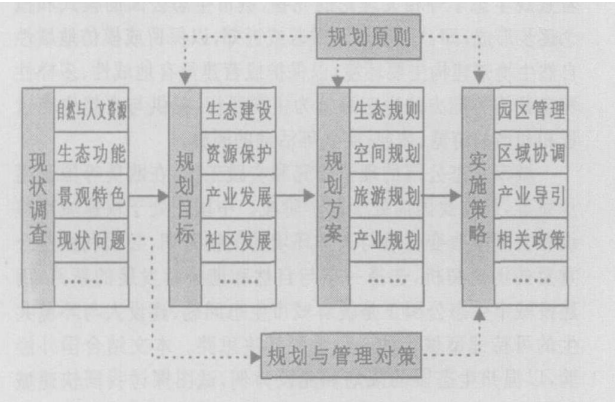 规划原则
现状调查
自然与人文资源
生态功能
景观特色
现状问题
……
规划目标
生态建设
资源保护
产业发展
社区发展
……
规划方案
生态规则
空间规划
旅游规划
产业规划
……
实施策略
园区管理
区域协调
产业导引
相关政策
……
规划与管理对策